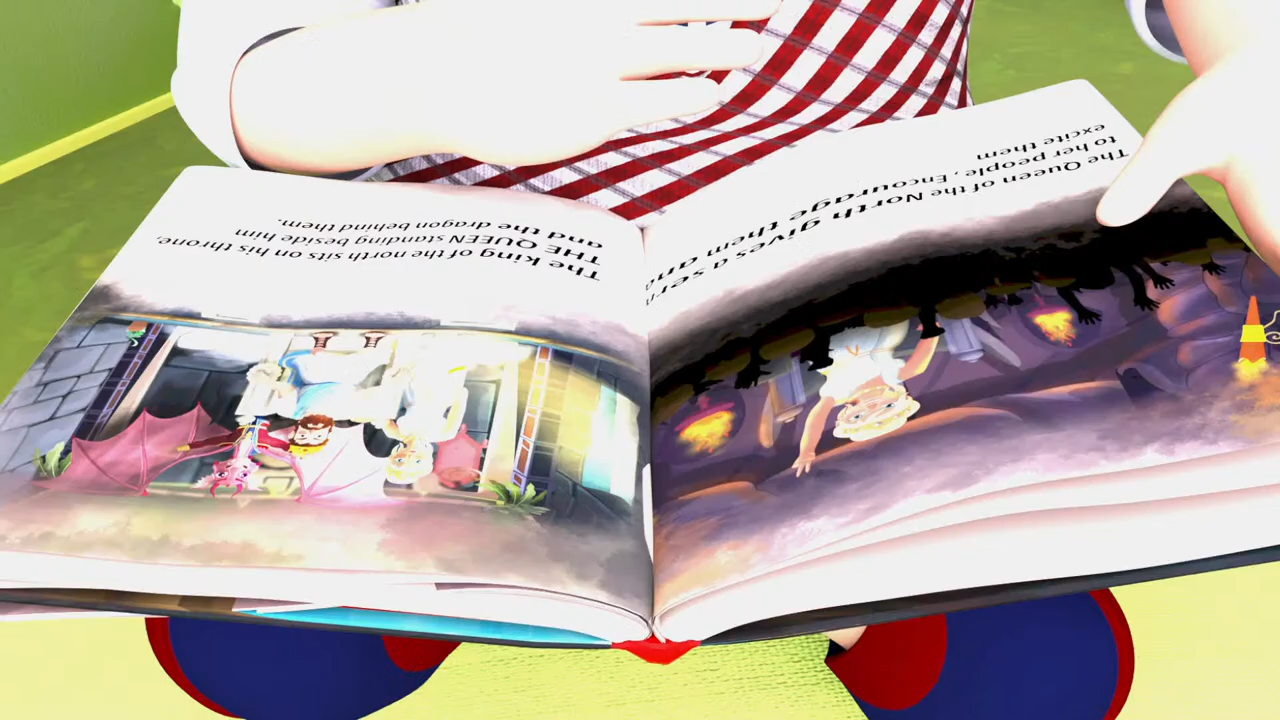 The Queen of the North gives a
to her people , Encourage them and
excite them
The king of the north sits on his throne,
THE QUEEN standing beside him
and the dragon behind them.